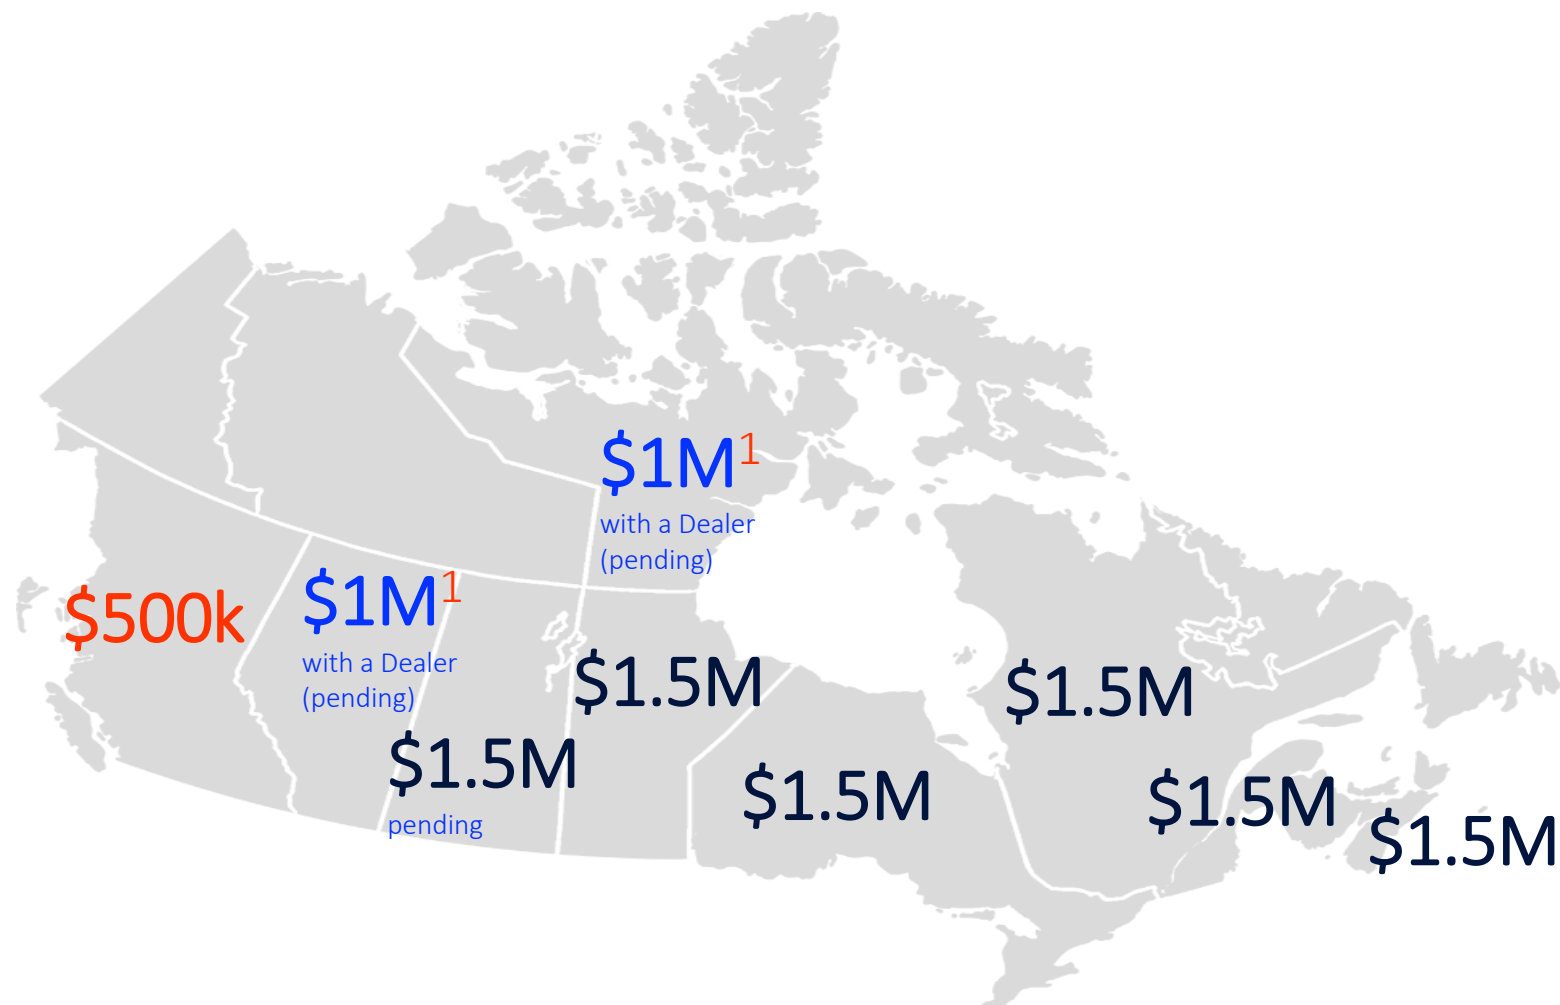 $1M1
with a Dealer
(pending)
$500k
$1M1
with a Dealer
(pending)
$1.5M
$1.5M
$1.5M
pending
$1.5M
$1.5M
$1.5M